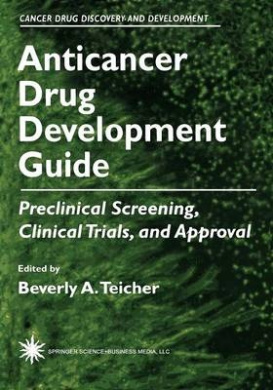 CANCER DRUG DISCOVERY AND DEVELOPMENT
Anticancer
Drug
Development
Guide
Preclinical Screening,
Clinical Trials, and Approval
Edited by
Beverly A. Teicher
SPRINGER SCIENCE+BUSINESS MEDIA, LLC